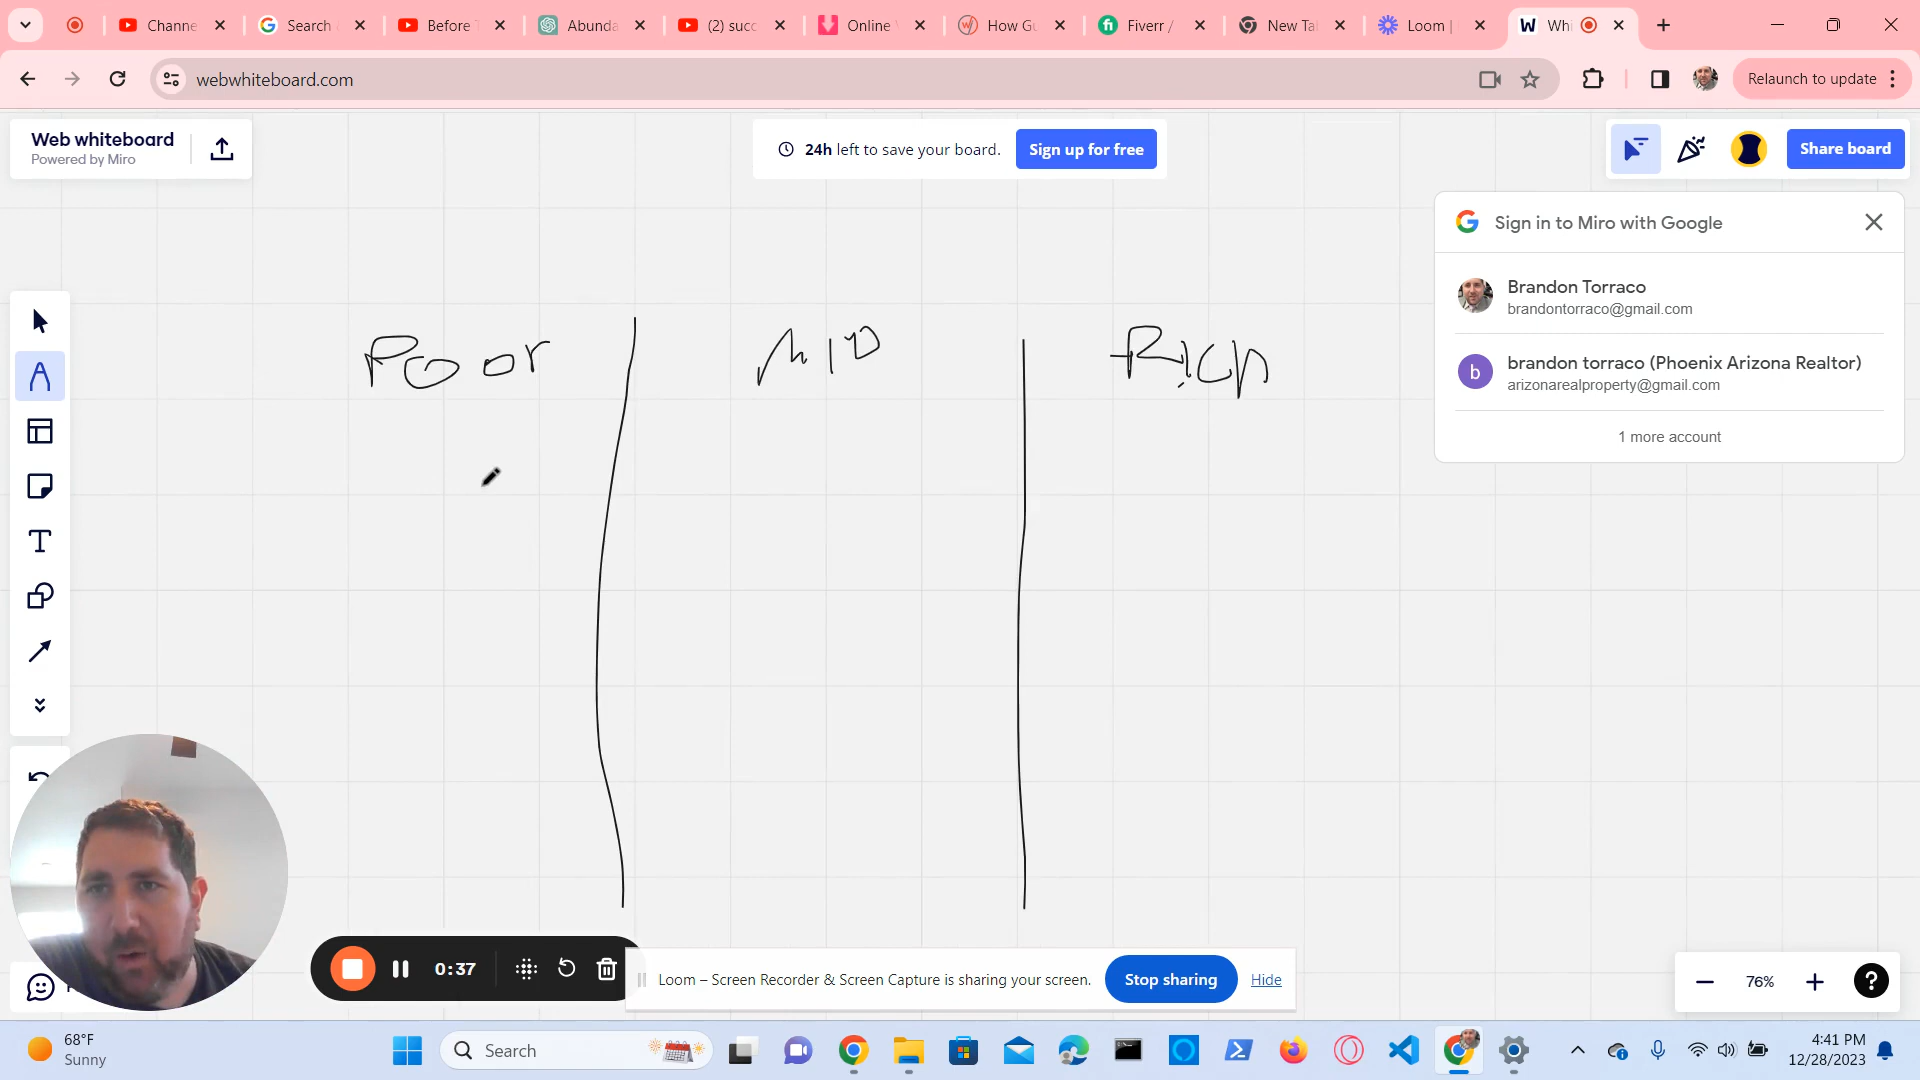 Channe
Search
Before
Abunda
(2) succ
Online
How Gu
Fiverr /
New Tab
Loom |
Whi
webwhiteboard.com
Relaunch to update
Web whiteboard
Powered by Miro
24h left to save your board.
Sign up for free
Share board
Sign in to Miro with Google
Brandon Torraco
brandontorraco@gmail.com
b
brandon torraco (Phoenix Arizona Realtor)
arizonarealproperty@gmail.com
1 more account
Poor
MID
Rich
0:37
Loom – Screen Recorder & Screen Capture is sharing your screen.
Stop sharing
Hide
76%
68°F
Sunny
Search
4:41 PM
12/28/2023